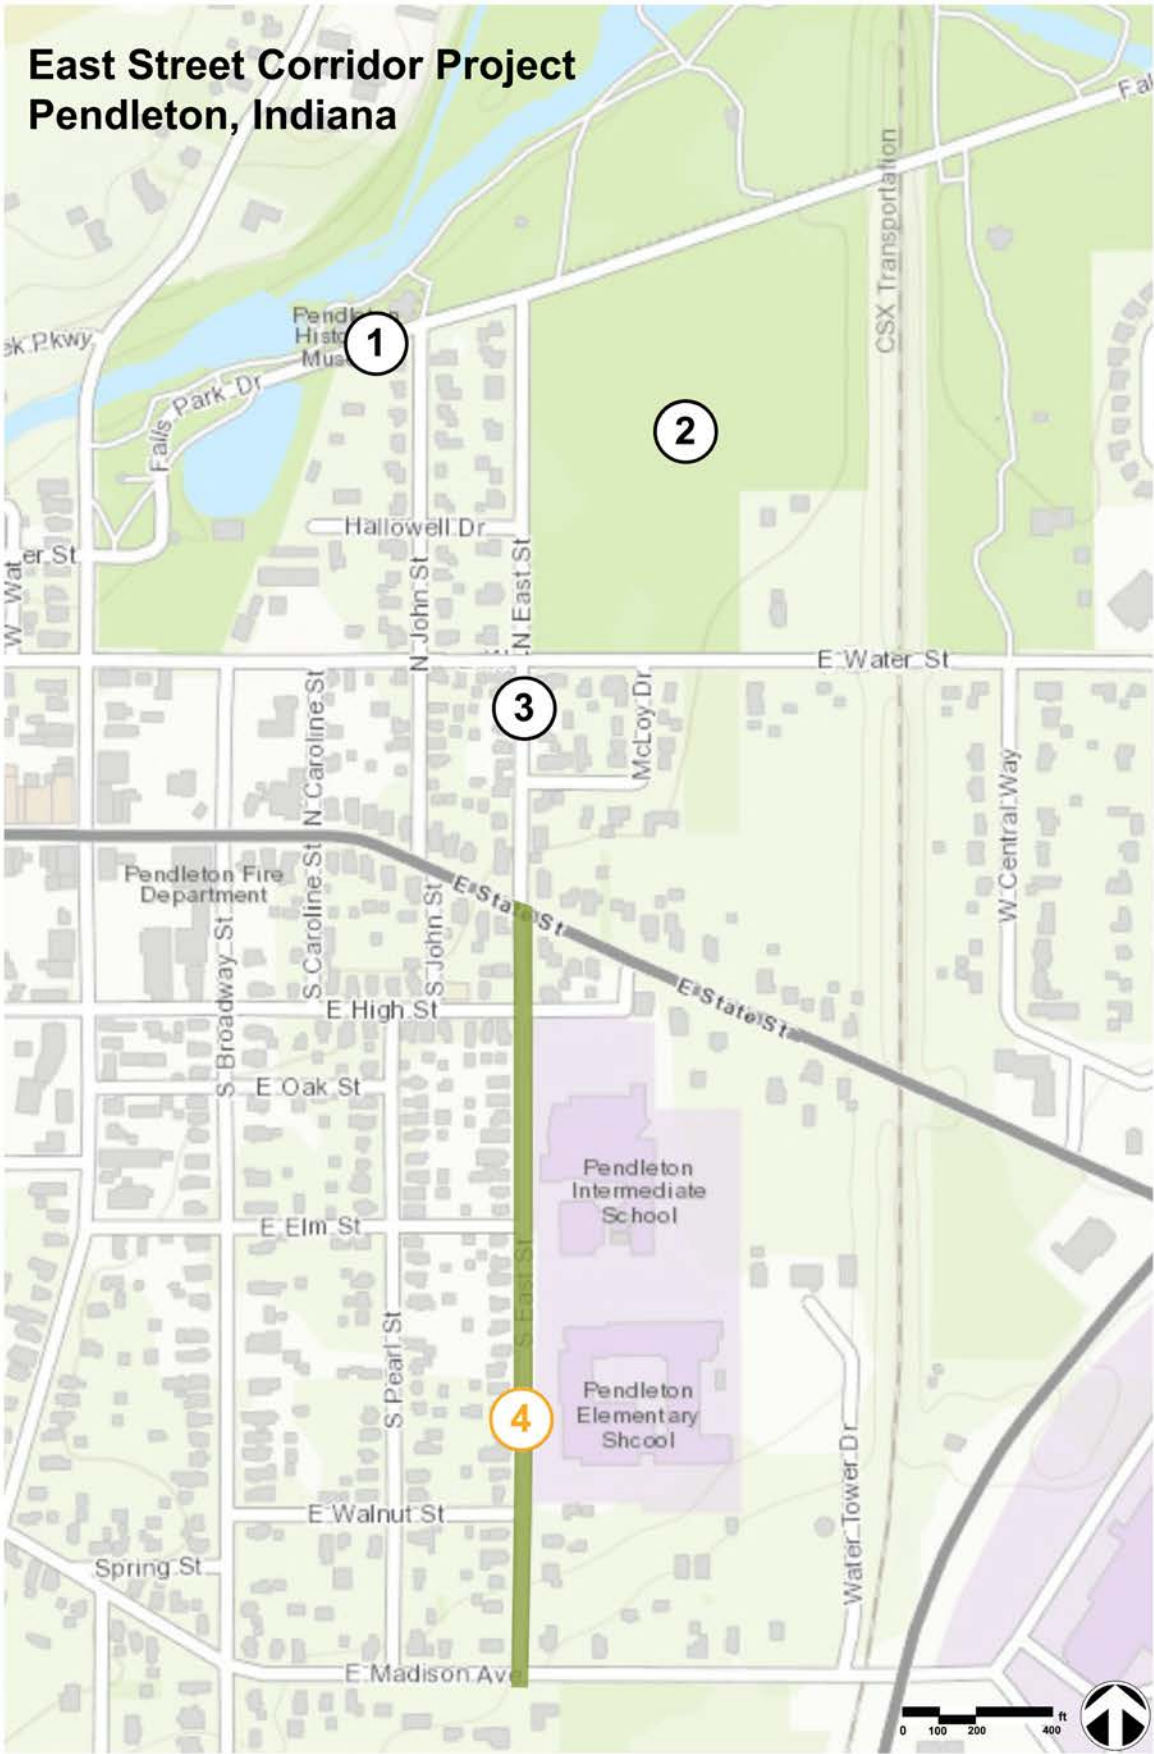 East Street Corridor Project
Pendleton, Indiana
Fal
CSX Transportation
Pendleton
Histo
Mus
1
ek Pkwy
Falls Park Dr
2
Hallowell Dr
er St
W Wat
N John St
N East St
E Water St
3
McLoy Dr
N Caroline St
W Central Way
Pendleton Fire
Department
E State St
S Caroline St
S John St
S Broadway St
E State St
E High St
E Oak St
Pendleton
Intermediate
School
E Elm St
S East St
S Pearl St
Pendleton
Elementary
Shcool
4
Water Tower Dr
E Walnut St
Spring St
E Madison Ave
ft
0 100 200 400